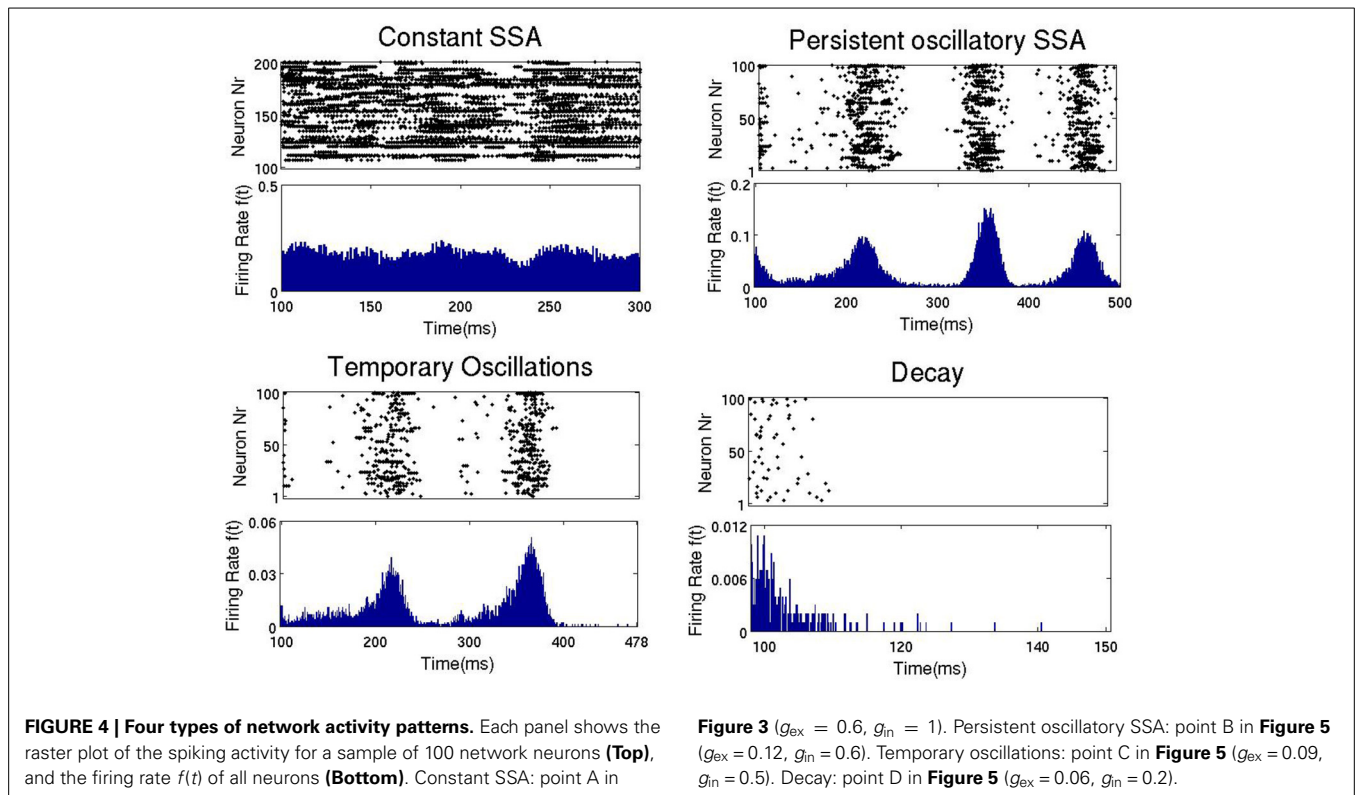 Constant SSA
200
150
100
Neuron Nr
0.5
0
Firing Rate f(t)
100 150 200 250 300
Time(ms)
Persistent oscillatory SSA
100
50
1
Neuron Nr
0.2
0.1
0
Firing Rate f(t)
100 200 300 400 500
Time(ms)
Temporary Oscillations
100
50
1
Neuron Nr
0.06
0.03
0
Firing Rate f(t)
100 200 300 400 478
Time(ms)
Decay
100
50
1
Neuron Nr
0.012
0.006
0
Firing Rate f(t)
100 120 140 150
Time(ms)
FIGURE 4 | Four types of network activity patterns. Each panel shows the
raster plot of the spiking activity for a sample of 100 network neurons (Top),
and the firing rate f(t) of all neurons (Bottom). Constant SSA: point A in
Figure 3 (gex = 0.6, gin = 1). Persistent oscillatory SSA: point B in Figure 5
(gex = 0.12, gin = 0.6). Temporary oscillations: point C in Figure 5 (gex = 0.09,
gin = 0.5). Decay: point D in Figure 5 (gex = 0.06, gin = 0.2).